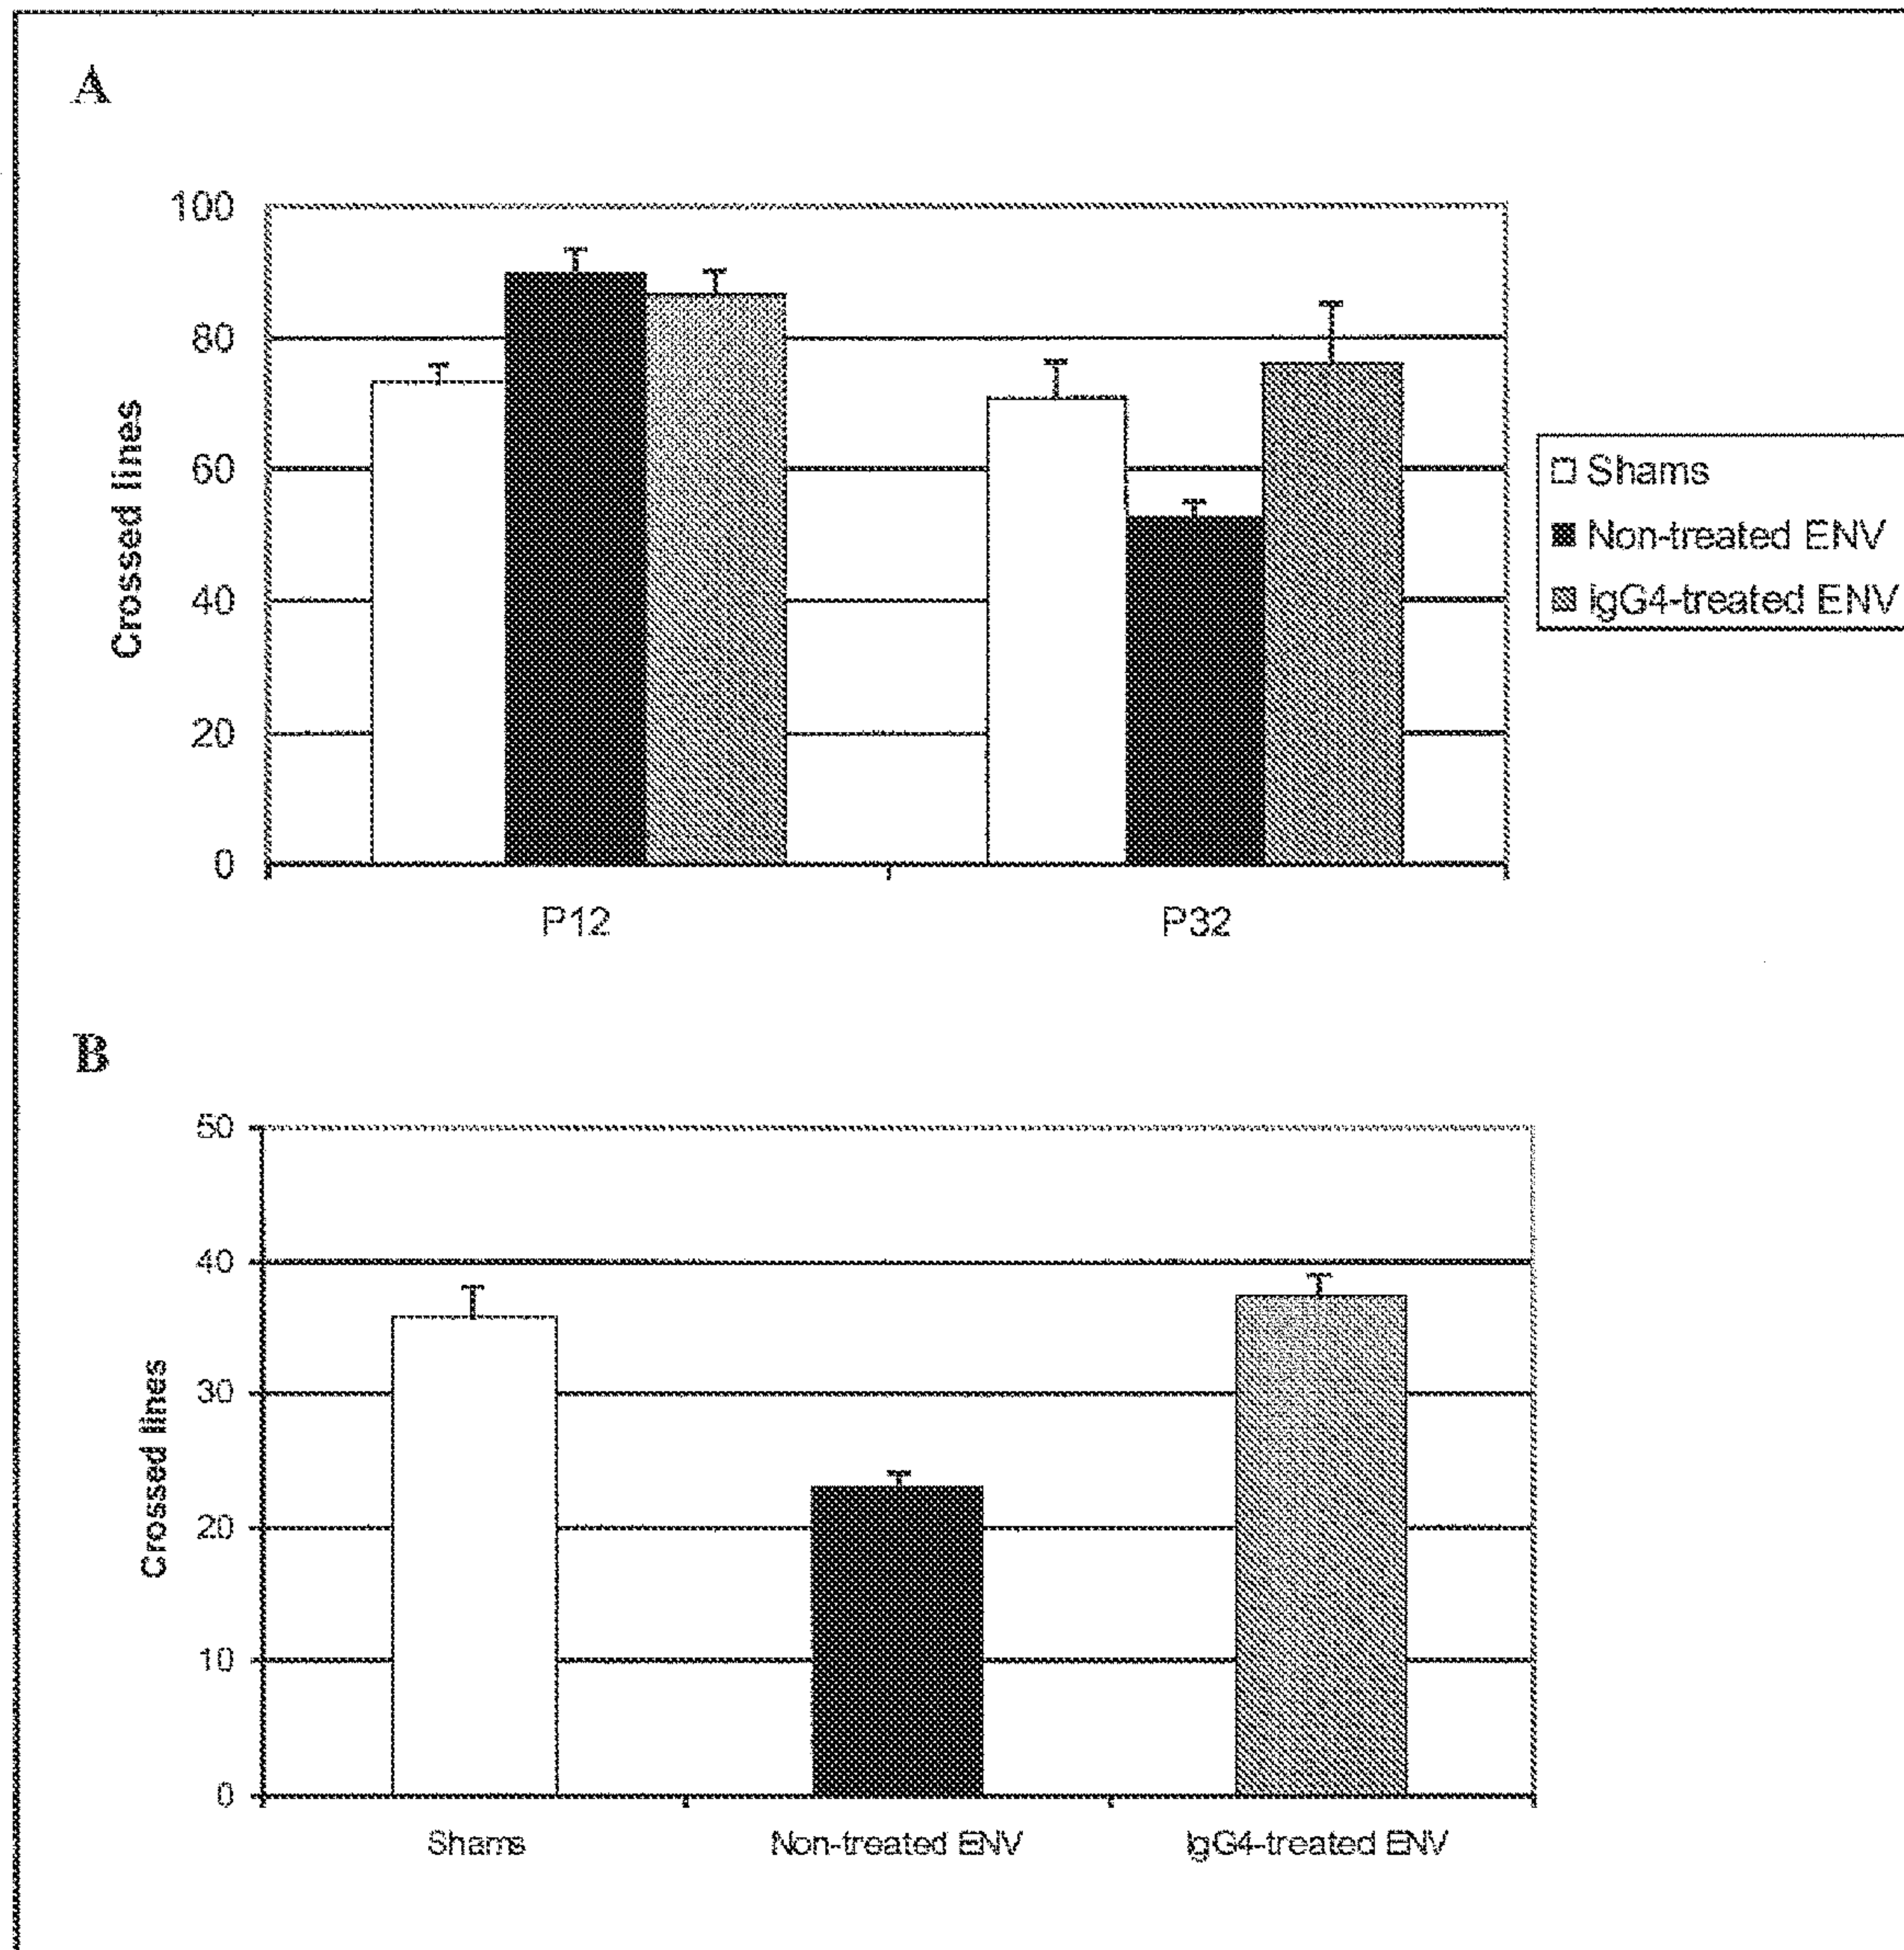 A
100
80
60
40
20
0
Crossed lines
P12
P32
Shams
Non-treated ENV
IgG4-treated ENV
B
50
40
30
20
10
0
Crossed lines
Shams
Non-treated ENV
IgG4-treated ENV